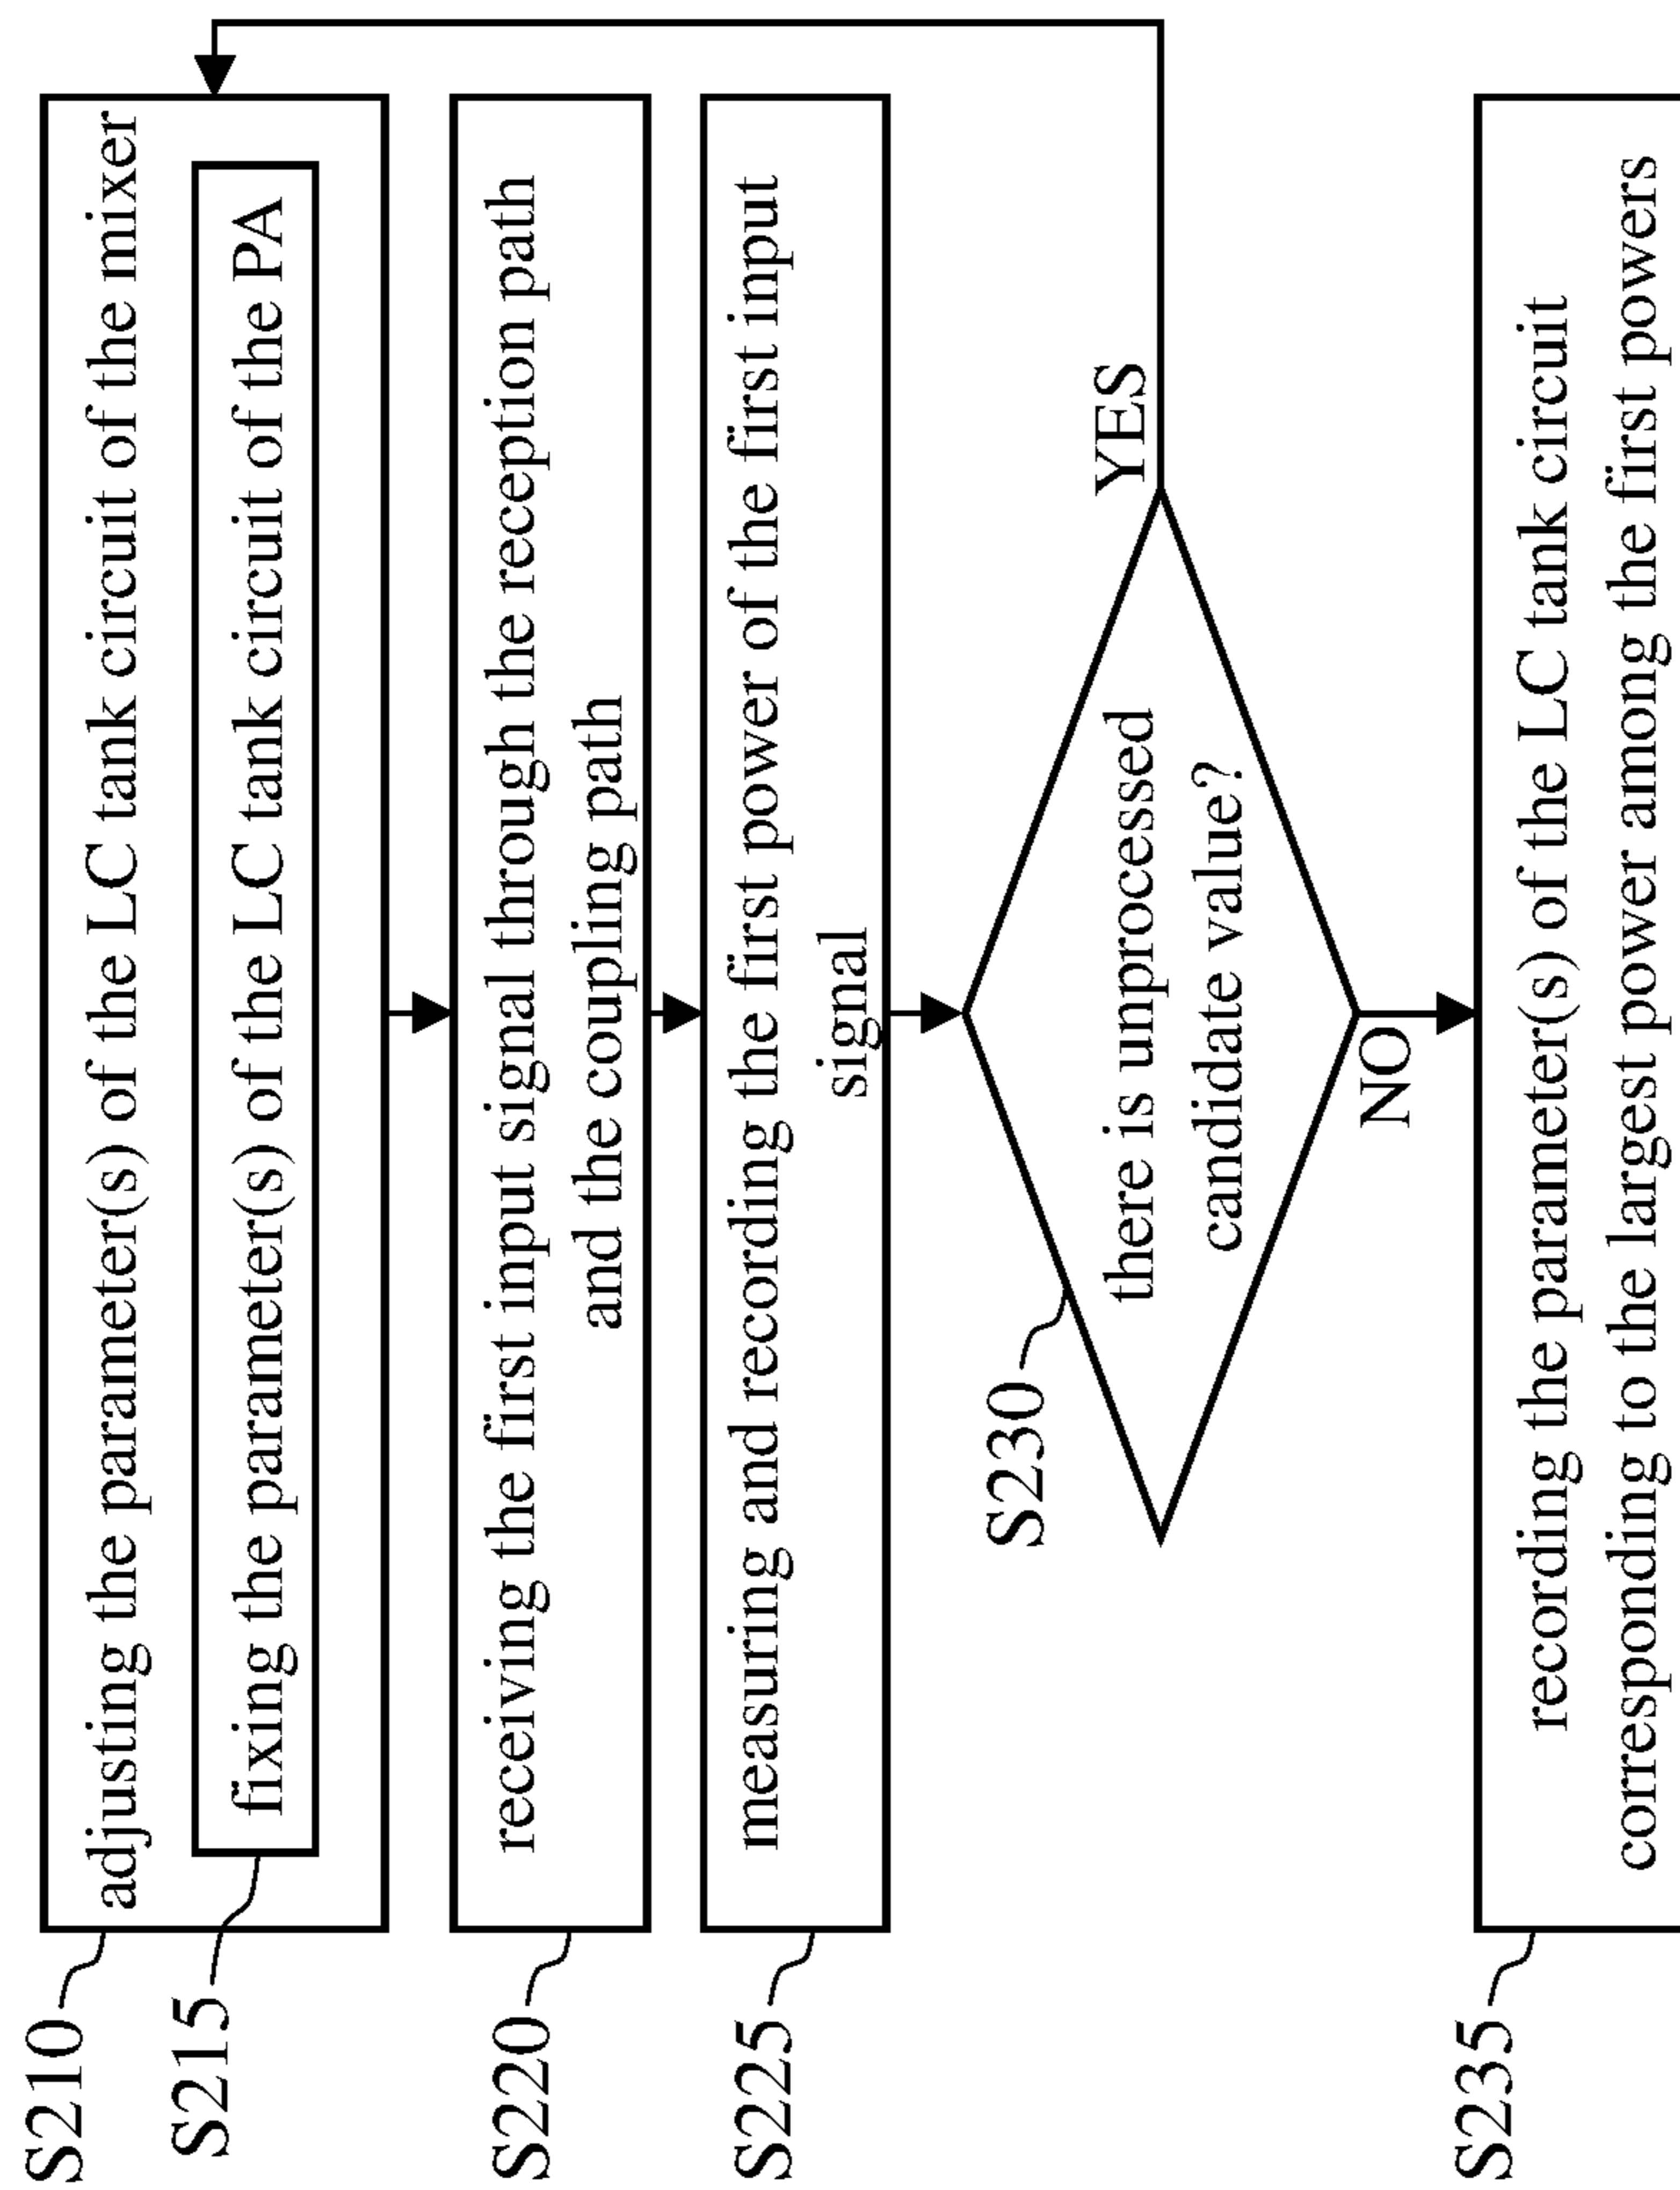 S210
adjusting the parameter(s) of the LC tank circuit of the mixer
S215
fixing the parameter(s) of the LC tank circuit of the PA
S220
receiving the first input signal through the reception path
and the coupling path
S225
measuring and recording the first power of the first input
signal
S230
there is unprocessed
candidate value?
YES
NO
S235
recording the parameter(s) of the LC tank circuit
corresponding to the largest power among the first powers